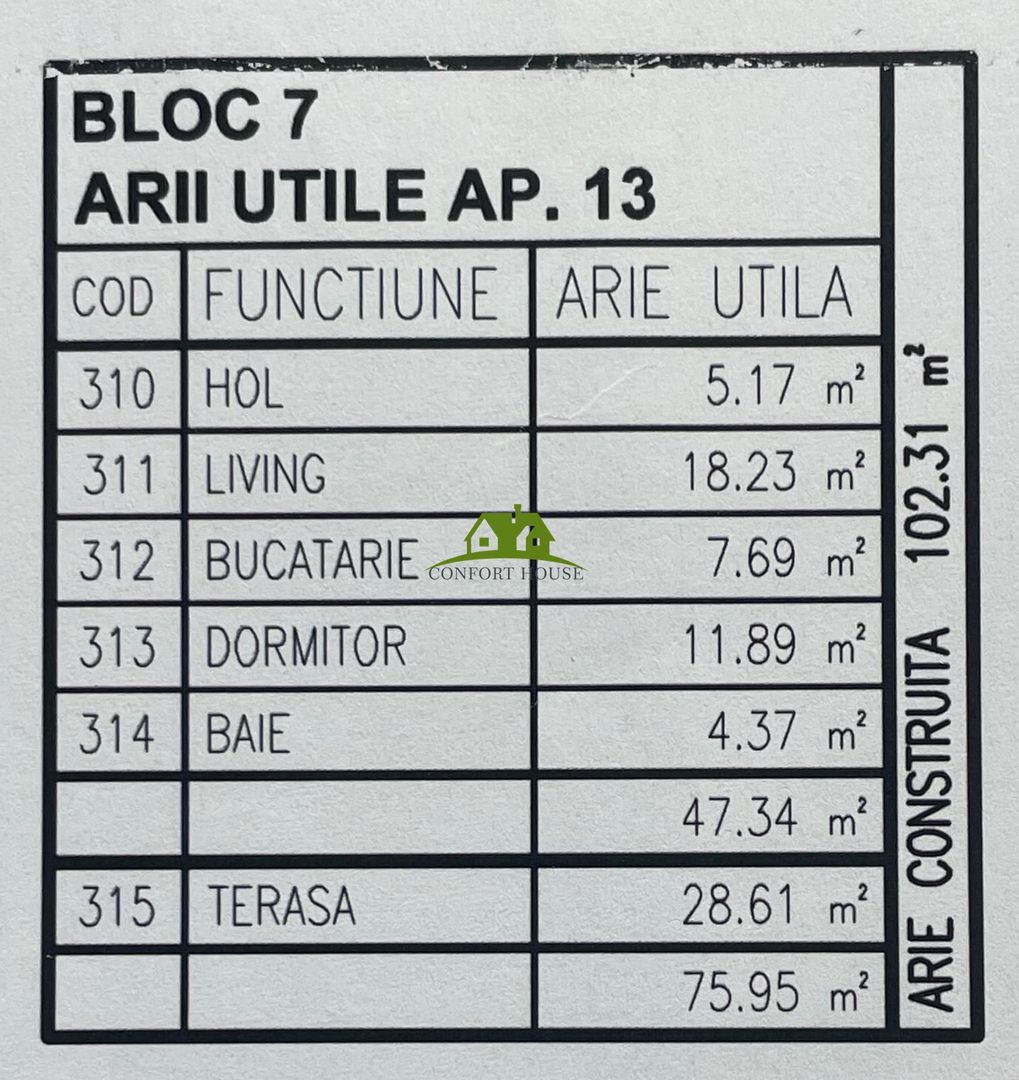 BLOC 7
ARII UTILE AP. 13
COD FUNCTIUNE ARIE UTILA
310 HOL 5.17 m²
311 LIVING 18.23 m²
312 BUCATARIE 7.69 m²
313 DORMITOR 11.89 m²
314 BAIE 4.37 m²
47.34 m²
315 TERASA 28.61 m²
75.95 m²
ARIE CONSTRUITA 102.31 m²
CONFORT HOUSE